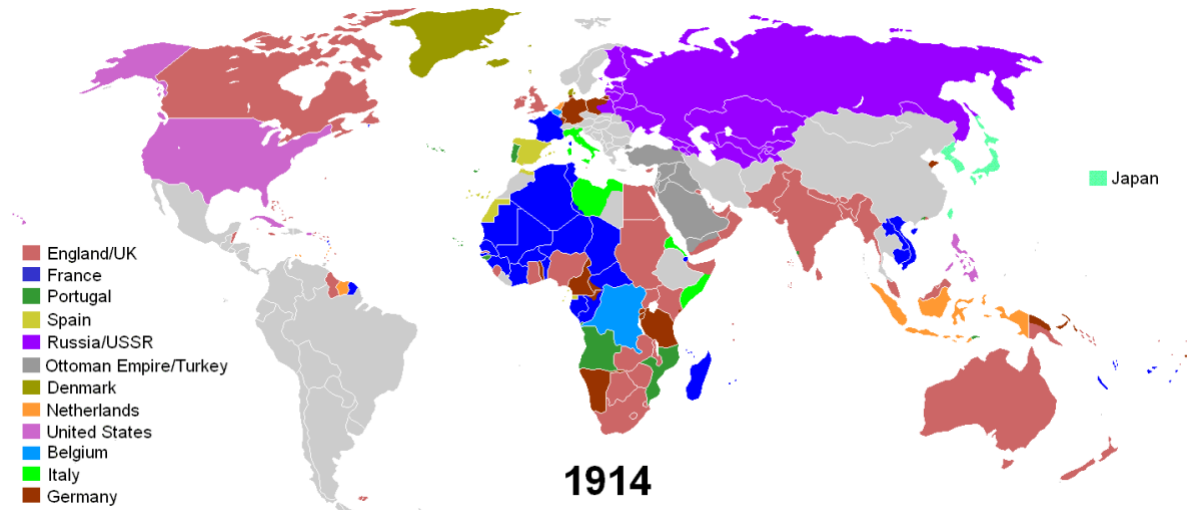 Japan
England/UK
France
Portugal
Spain
Russia/USSR
Ottoman Empire/Turkey
Denmark
Netherlands
United States
Belgium
Italy
Germany
1914